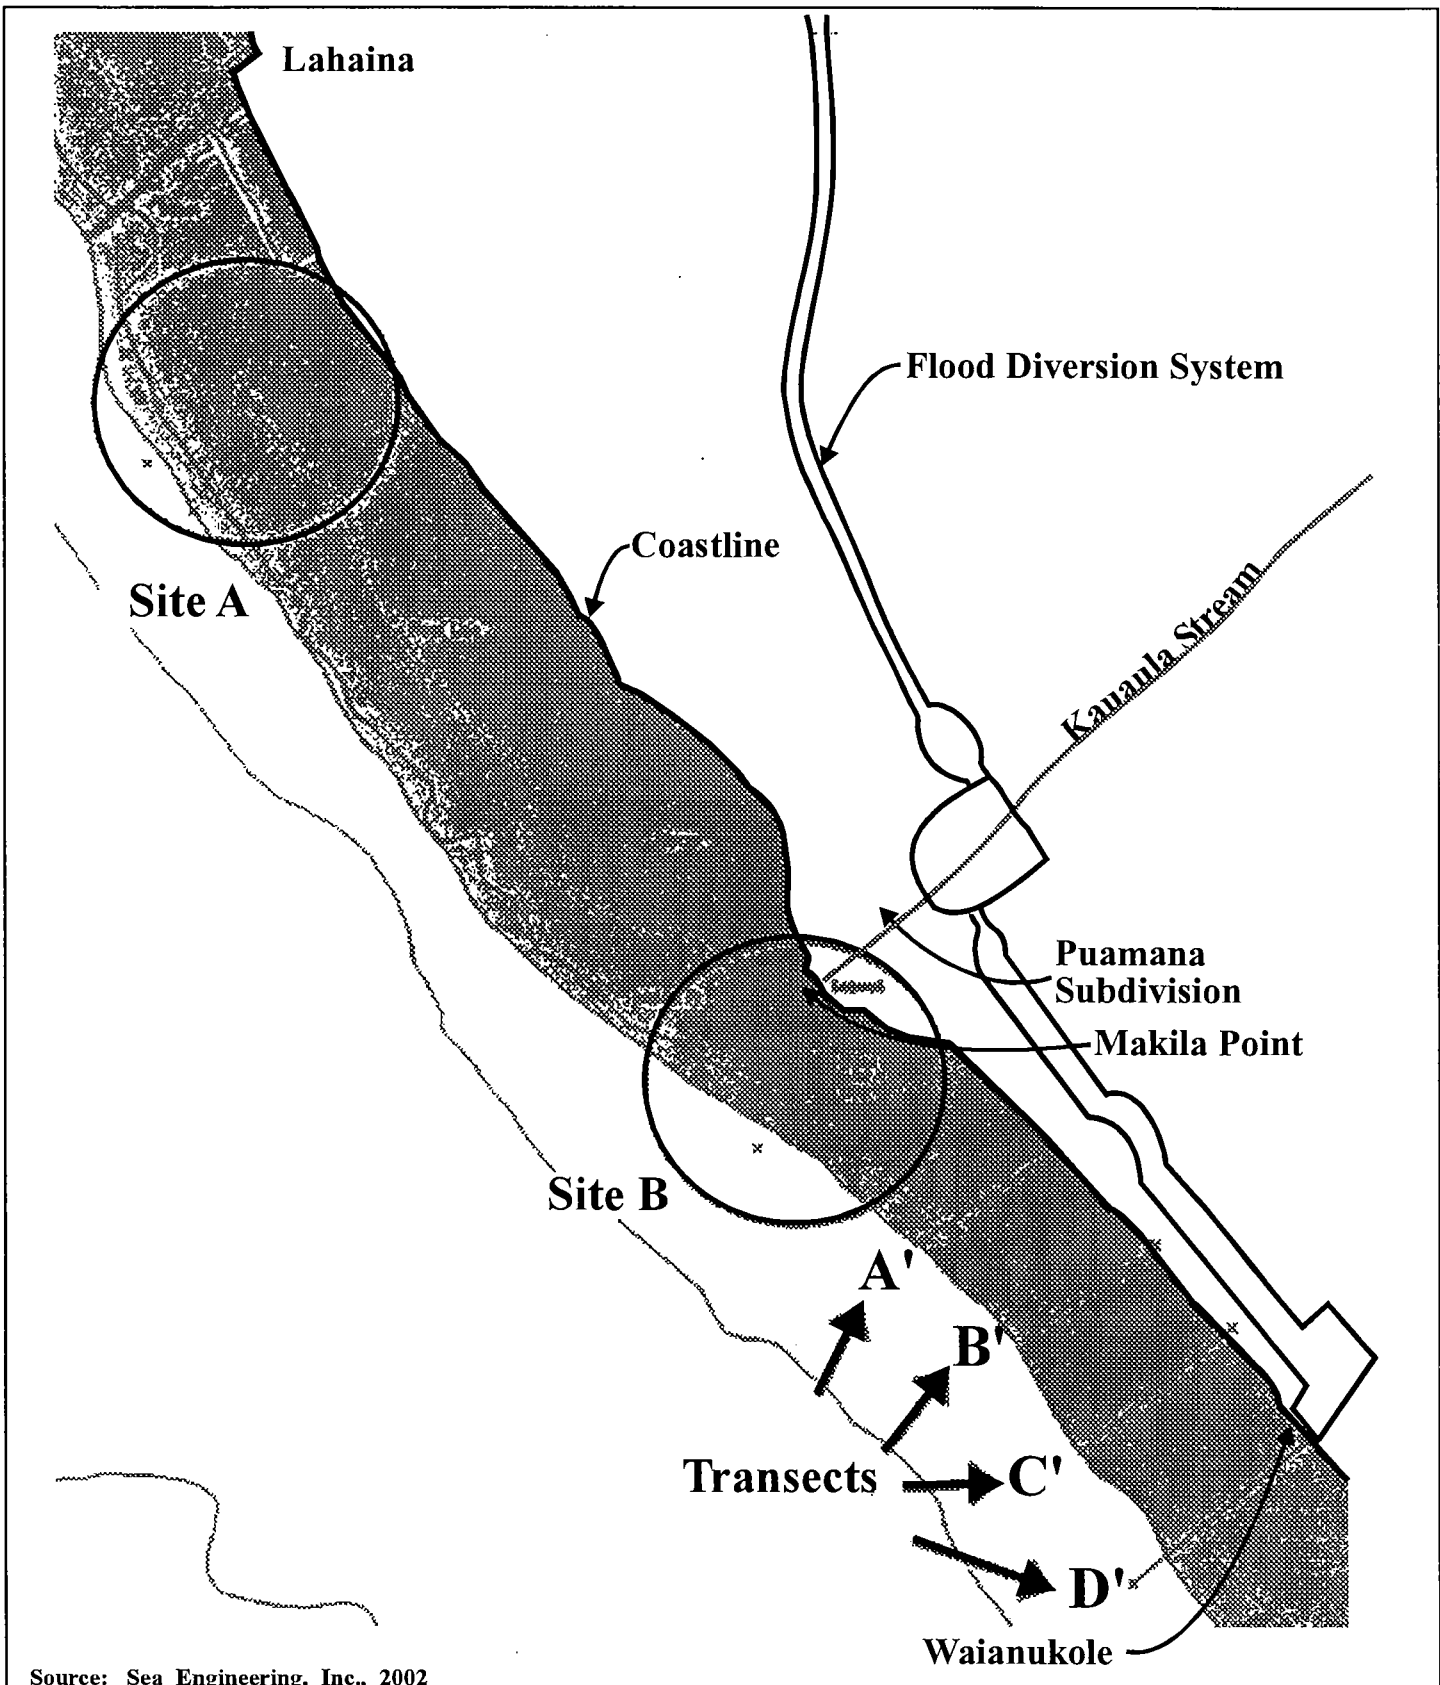 Lahaina
Flood Diversion System
Coastline
Site A
Kauaula Stream
Puamana
Subdivision
Makila Point
Site B
A'
B'
Transects
C'
D'
Waianukole
Source: Sea Engineering, Inc., 2002